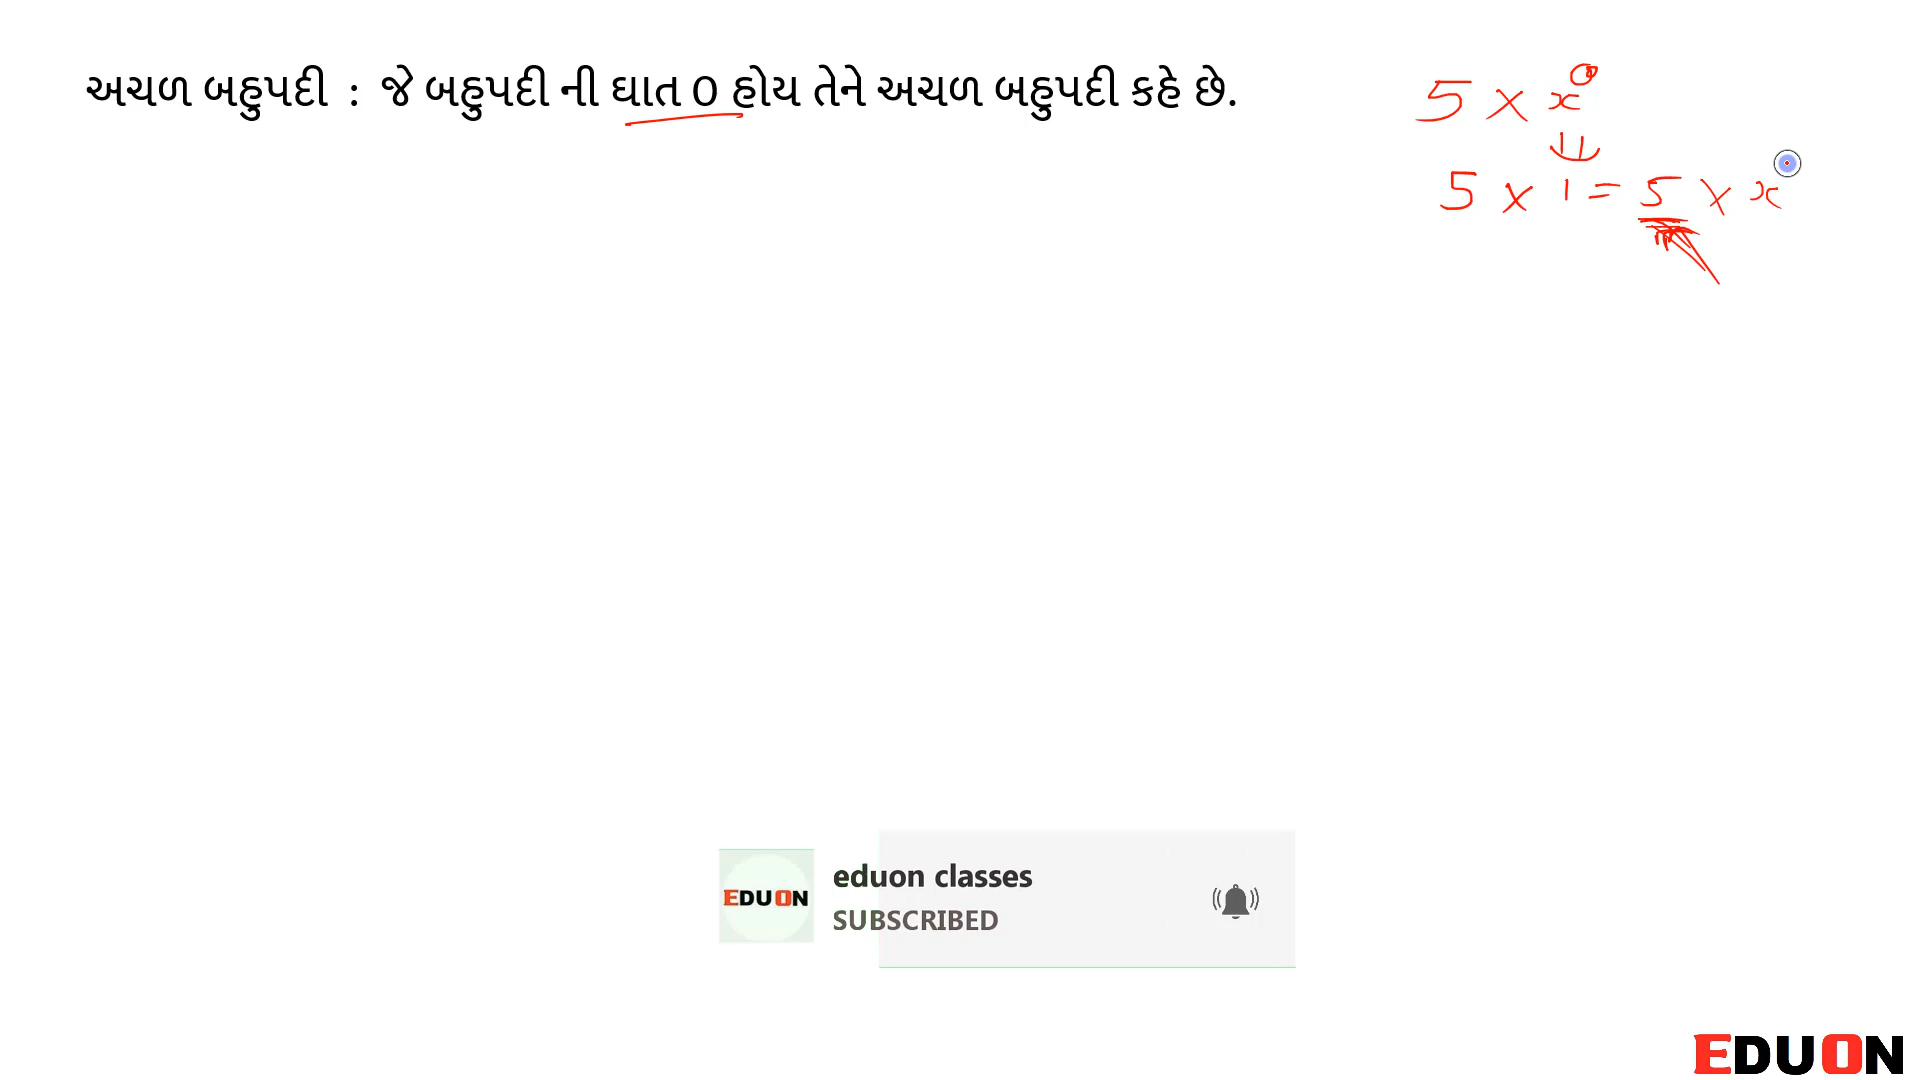 અચળ બહુપદી : જે બહુપદી ની ઘાત 0 હોય તેને અચળ બહુપદી કહે છે.
5 × x⁰
5 × 1 = 5 × x
eduon classes
EDUON
SUBSCRIBED
EDUON